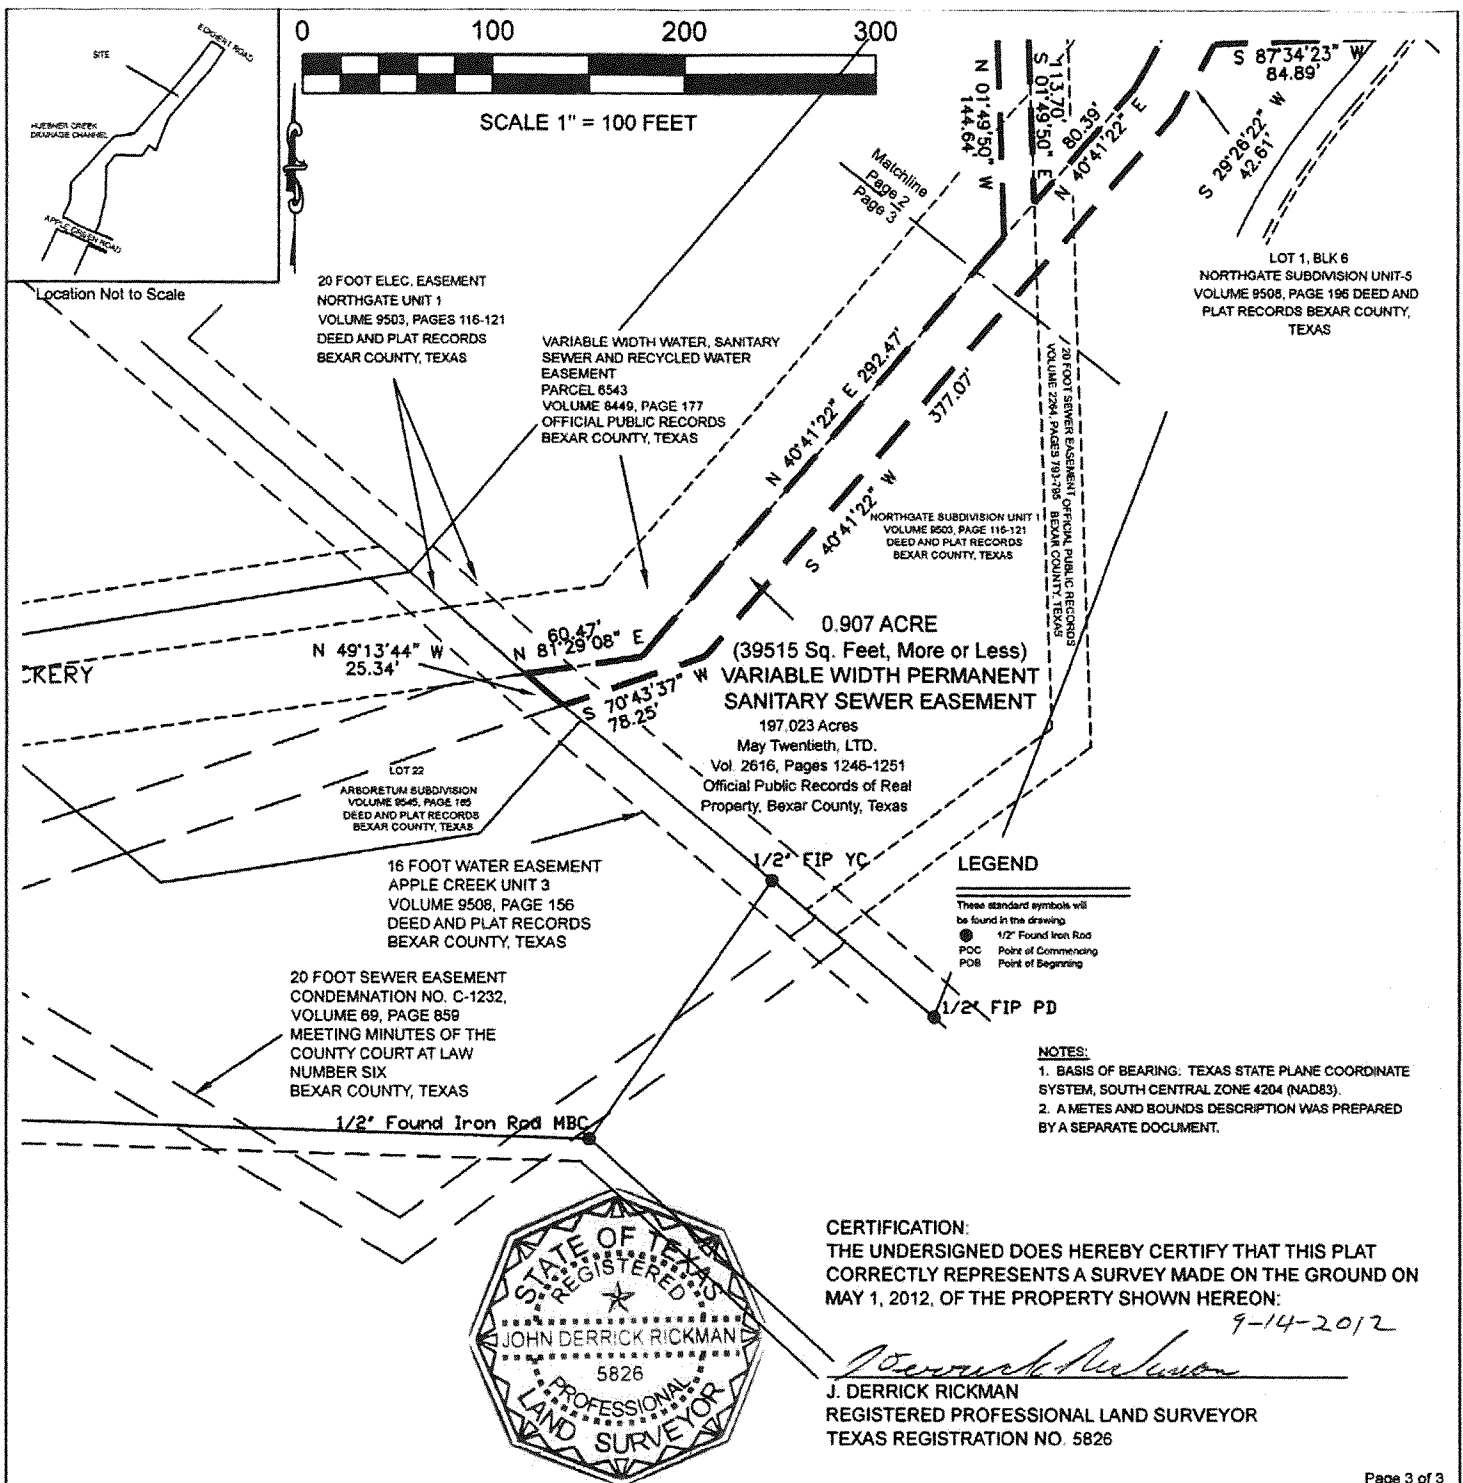 0 100 200 300
SCALE 1" = 100 FEET
SITE
ECKHERT ROAD
HUEBNER CREEK
DRAINAGE CHANNEL
Location Not to Scale
N 01°49'50" W
144.64'
S 01°49'50" E
113.70'
80.39'
N 40°41'22" E
S 87°34'23" W
84.89'
S 29°26'22" W
42.61'
Matchline
Page 2
Page 3
LOT 1, BLK 6
NORTHGATE SUBDIVISION UNIT-5
VOLUME 9508, PAGE 196 DEED AND
PLAT RECORDS BEXAR COUNTY,
TEXAS
20 FOOT ELEC. EASEMENT
NORTHGATE UNIT 1
VOLUME 9503, PAGES 116-121
DEED AND PLAT RECORDS
BEXAR COUNTY, TEXAS
VARIABLE WIDTH WATER, SANITARY
SEWER AND RECYCLED WATER
EASEMENT
PARCEL 6543
VOLUME 8449, PAGE 177
OFFICIAL PUBLIC RECORDS
BEXAR COUNTY, TEXAS
N 40°41'22" E 292.47'
377.07'
S 40°41'22" W
20 FOOT SEWER EASEMENT OFFICIAL PUBLIC RECORDS
VOLUME 2264, PAGES 793-795 BEXAR COUNTY, TEXAS
NORTHGATE SUBDIVISION UNIT 1
VOLUME 9503, PAGE 116-121
DEED AND PLAT RECORDS
BEXAR COUNTY, TEXAS
N 49°13'44" W
25.34'
60.47'
N 81°29'08" E
S 70°43'37" W
78.25'
CKERY
0.907 ACRE
(39515 Sq. Feet, More or Less)
VARIABLE WIDTH PERMANENT
SANITARY SEWER EASEMENT
197.023 Acres
May Twentieth, LTD.
Vol. 2616, Pages 1246-1251
Official Public Records of Real
Property, Bexar County, Texas
LOT 22
ARBORETUM SUBDIVISION
VOLUME 9545, PAGE 185
DEED AND PLAT RECORDS
BEXAR COUNTY, TEXAS
16 FOOT WATER EASEMENT
APPLE CREEK UNIT 3
VOLUME 9508, PAGE 156
DEED AND PLAT RECORDS
BEXAR COUNTY, TEXAS
1/2" FIP YC
LEGEND
These standard symbols will
be found in the drawing.
1/2" Found Iron Rod
POC Point of Commencing
POB Point of Beginning
1/2" FIP PD
20 FOOT SEWER EASEMENT
CONDEMNATION NO. C-1232,
VOLUME 69, PAGE 859
MEETING MINUTES OF THE
COUNTY COURT AT LAW
NUMBER SIX
BEXAR COUNTY, TEXAS
1/2" Found Iron Rod MBC
NOTES:
1. BASIS OF BEARING: TEXAS STATE PLANE COORDINATE
SYSTEM, SOUTH CENTRAL ZONE 4204 (NAD83).
2. A METES AND BOUNDS DESCRIPTION WAS PREPARED
BY A SEPARATE DOCUMENT.
STATE OF TEXAS
REGISTERED
JOHN DERRICK RICKMAN
5826
PROFESSIONAL
LAND SURVEYOR
CERTIFICATION:
THE UNDERSIGNED DOES HEREBY CERTIFY THAT THIS PLAT
CORRECTLY REPRESENTS A SURVEY MADE ON THE GROUND ON
MAY 1, 2012, OF THE PROPERTY SHOWN HEREON:
9-14-2012
J. DERRICK RICKMAN
REGISTERED PROFESSIONAL LAND SURVEYOR
TEXAS REGISTRATION NO. 5826
Page 3 of 3